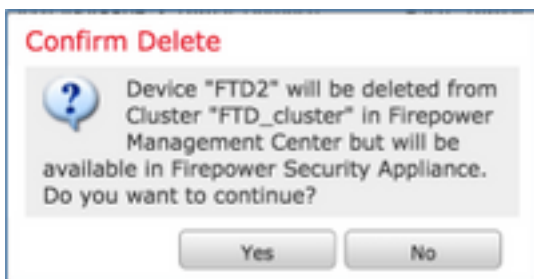 Confirm Delete
Device "FTD2" will be deleted from
Cluster "FTD_cluster" in Firepower
Management Center but will be
available in Firepower Security Appliance.
Do you want to continue?
Yes No